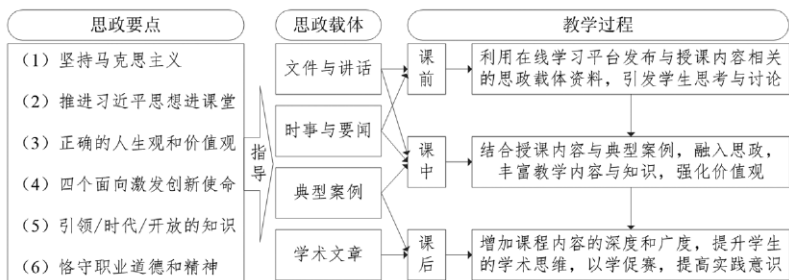 思政要点
(1) 坚持马克思主义
(2) 推进习近平思想进课堂
(3) 正确的人生观和价值观
(4) 四个面向激发创新使命
(5) 引领/时代/开放的知识
(6) 恪守职业道德和精神
指导
思政载体
文件与讲话
时事与要闻
典型案例
学术文章
教学过程
课前
利用在线学习平台发布与授课内容相关
的思政载体资料，引发学生思考与讨论
课中
结合授课内容与典型案例，融入思政，
丰富教学内容与知识，强化价值观
课后
增加课程内容的深度和广度，提升学生
的学术思维，以学促赛，提高实践意识